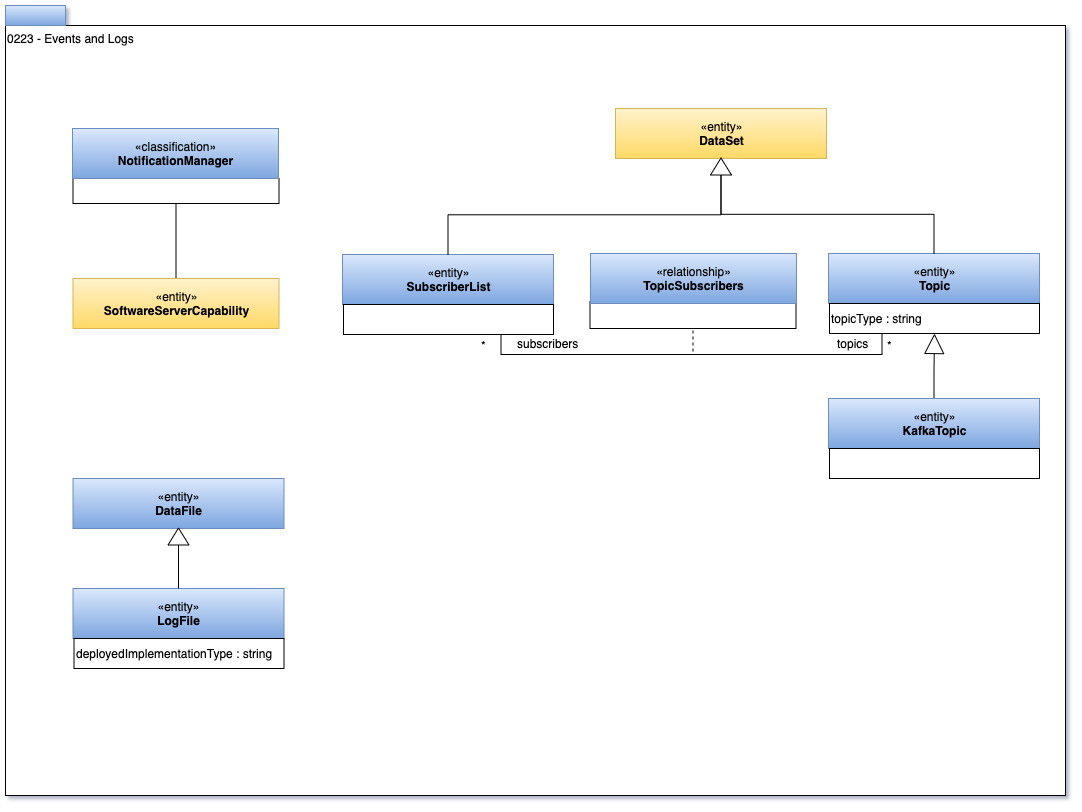 0223 - Events and Logs
«entity»
DataSet
«classification»
NotificationManager
«entity»
SubscriberList
«relationship»
TopicSubscribers
«entity»
Topic
topicType : string
«entity»
SoftwareServerCapability
*
subscribers
topics
*
«entity»
KafkaTopic
«entity»
DataFile
«entity»
LogFile
deployedImplementationType : string